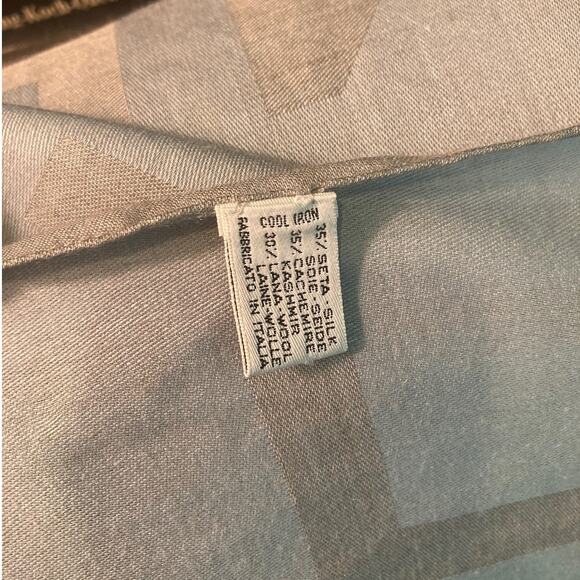 COOL IRON
35% SETA - SILK
SOIE-SEIDE
35% CACHEMIRE
KASHMIR
30% LANA-WOOL
LAINE-WOLLE
FABBRICATO IN ITALIA